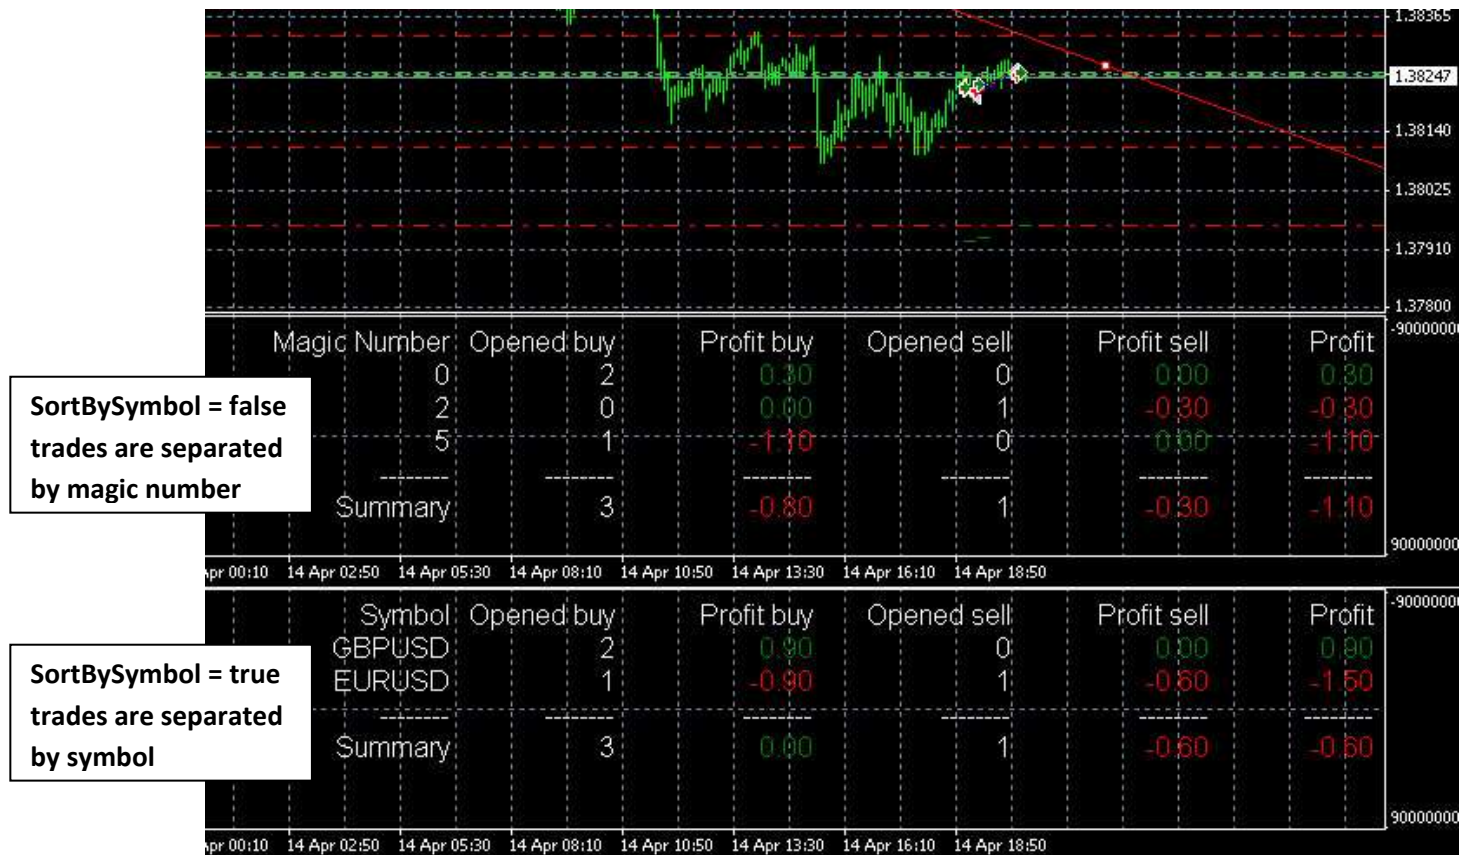 1.38365
1.38247
1.38140
1.38025
1.37910
1.37800
Magic Number Opened buy Profit buy Opened sell Profit sell Profit
-90000000
0 2 0.30 0 0.00 0.30
2 0 0.00 1 -0.30 -0.30
5 1 -1.10 0 0.00 -1.10
-------- -------- -------- -------- -------- --------
Summary 3 -0.80 1 -0.30 -1.10
SortBySymbol = false
trades are separated
by magic number
90000000
Apr 00:10 14 Apr 02:50 14 Apr 05:30 14 Apr 08:10 14 Apr 10:50 14 Apr 13:30 14 Apr 16:10 14 Apr 18:50
Symbol Opened buy Profit buy Opened sell Profit sell Profit
-90000000
GBPUSD 2 0.90 0 0.00 0.90
EURUSD 1 -0.90 1 -0.60 -1.50
-------- -------- -------- -------- -------- --------
Summary 3 0.00 1 -0.60 -0.60
SortBySymbol = true
trades are separated
by symbol
90000000
Apr 00:10 14 Apr 02:50 14 Apr 05:30 14 Apr 08:10 14 Apr 10:50 14 Apr 13:30 14 Apr 16:10 14 Apr 18:50